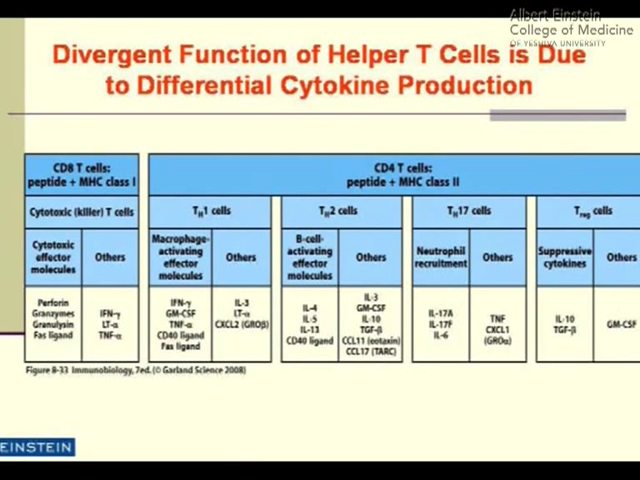 Albert Einstein
College of Medicine
OF YESHIVA UNIVERSITY
Divergent Function of Helper T Cells is Due
to Differential Cytokine Production
CD8 T cells:
peptide + MHC class I
CD4 T cells:
peptide + MHC class II
Cytotoxic (killer) T cells
TH1 cells
TH2 cells
TH17 cells
Treg cells
Cytotoxic
effector
molecules
Others
Macrophage-
activating
effector
molecules
Others
B-cell-
activating
effector
molecules
Others
Neutrophil
recruitment
Others
Suppressive
cytokines
Others
Perforin
Granzymes
Granulysin
Fas ligand
IFN-γ
LT-α
TNF-α
IFN-γ
GM-CSF
TNF-α
CD40 ligand
Fas ligand
IL-3
LT-α
CXCL2 (GROβ)
IL-4
IL-5
IL-13
CD40 ligand
IL-3
GM-CSF
IL-10
TGF-β
CCL11 (eotaxin)
CCL17 (TARC)
IL-17A
IL-17F
IL-6
TNF
CXCL1
(GROα)
IL-10
TGF-β
GM-CSF
Figure 8-33 Immunobiology, 7ed. (© Garland Science 2008)
EINSTEIN